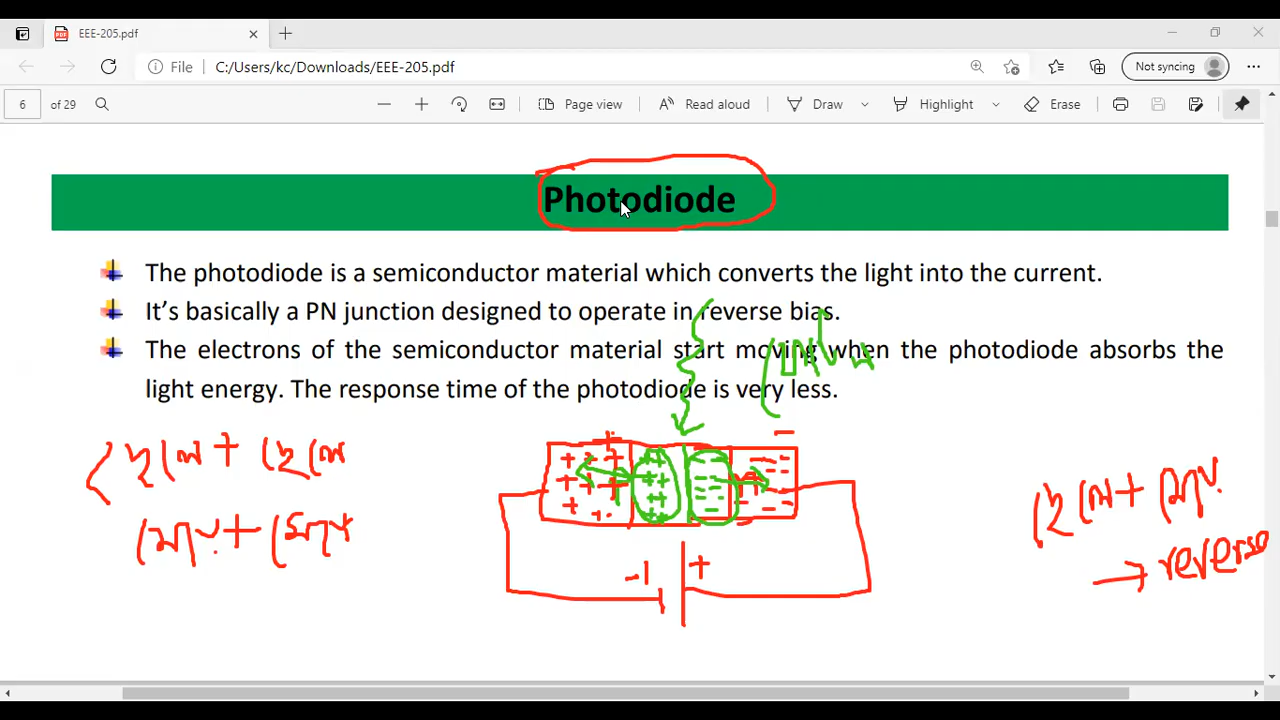 EEE-205.pdf
File C:/Users/kc/Downloads/EEE-205.pdf Not syncing
6 of 29 Page view Read aloud Draw Highlight Erase
Photodiode
The photodiode is a semiconductor material which converts the light into the current.
It's basically a PN junction designed to operate in reverse bias.
The electrons of the semiconductor material start moving when the photodiode absorbs the
light energy. The response time of the photodiode is very less.
→ reverse